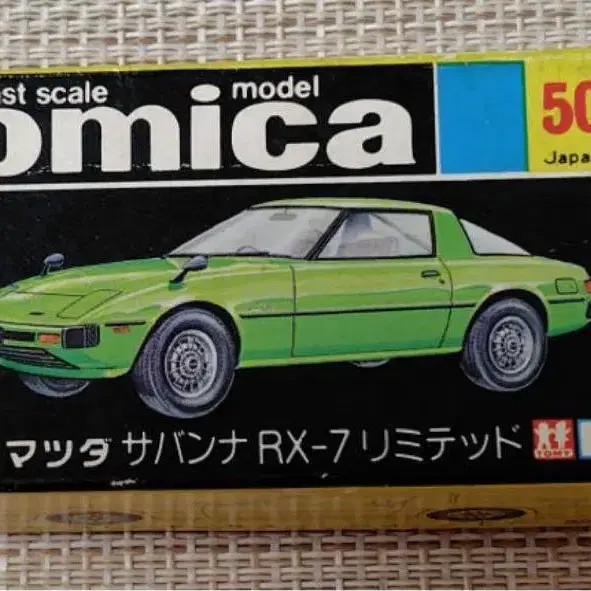 ast scale model
omica
50
Japa
マツダ サバンナ RX-7 リミテッド
TOMY